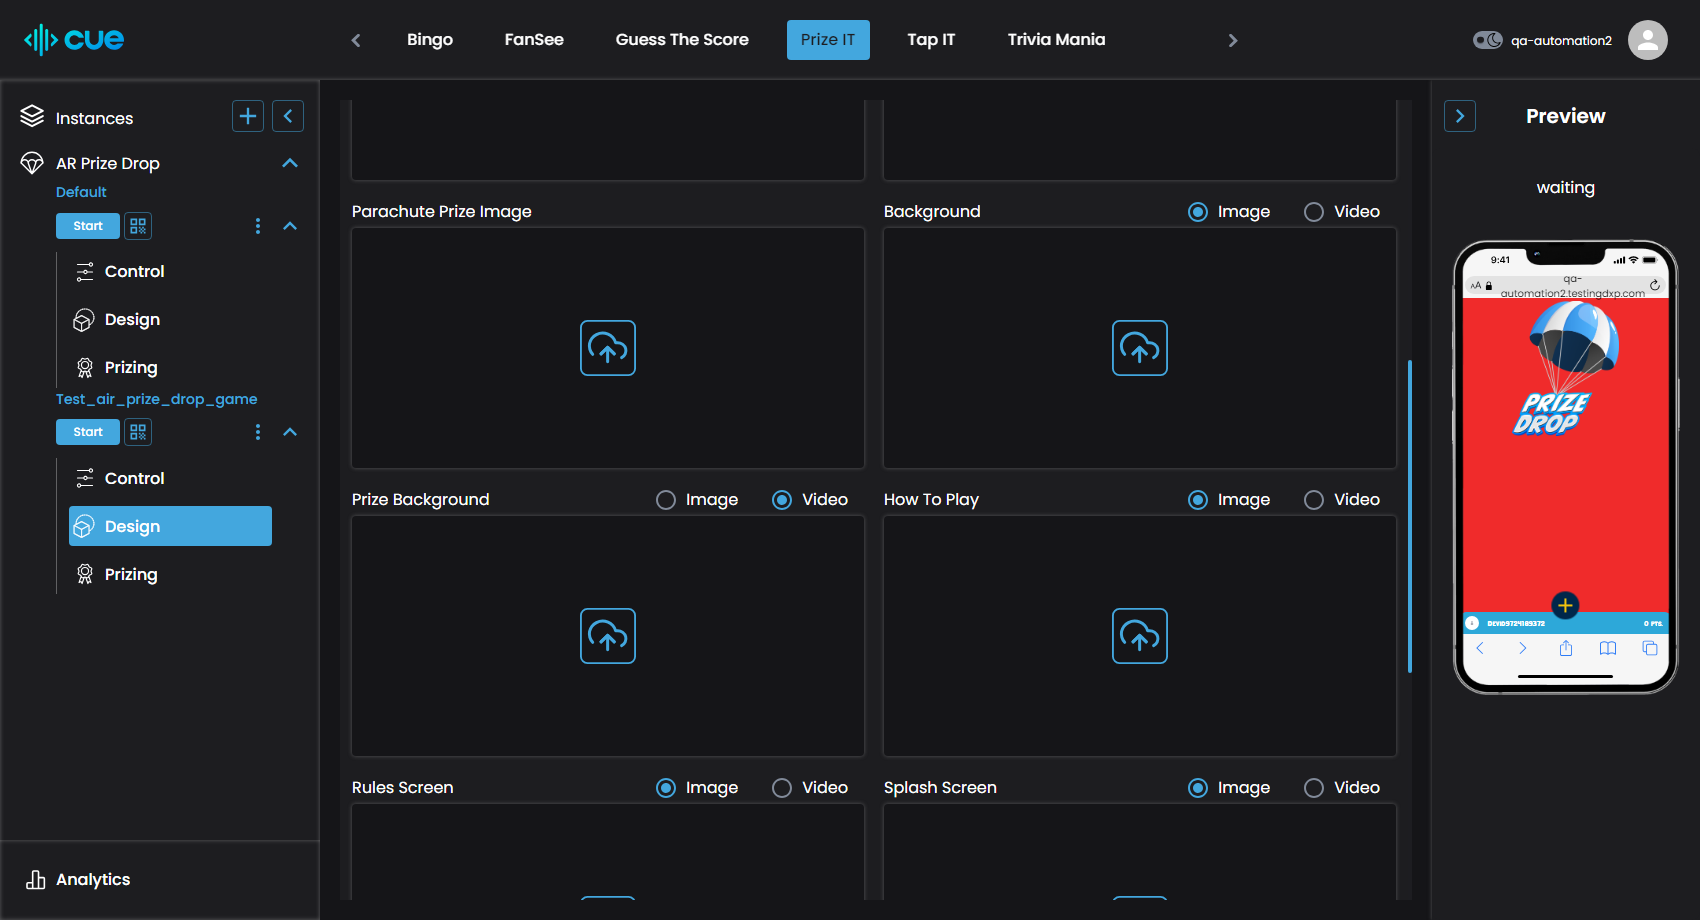 cue
Bingo
FanSee
Guess The Score
Prize IT
Tap IT
Trivia Mania
qa-automation2
Instances
AR Prize Drop
Default
Start
Control
Design
Prizing
Test_air_prize_drop_game
Start
Control
Design
Prizing
Analytics
Parachute Prize Image
Background
Image
Video
Prize Background
Image
Video
How To Play
Image
Video
Rules Screen
Image
Video
Splash Screen
Image
Video
Preview
waiting
9:41
AA
qa-
automation2.testingdxp.com
PRIZE
DROP
DEVID9724189372
0 PTS.